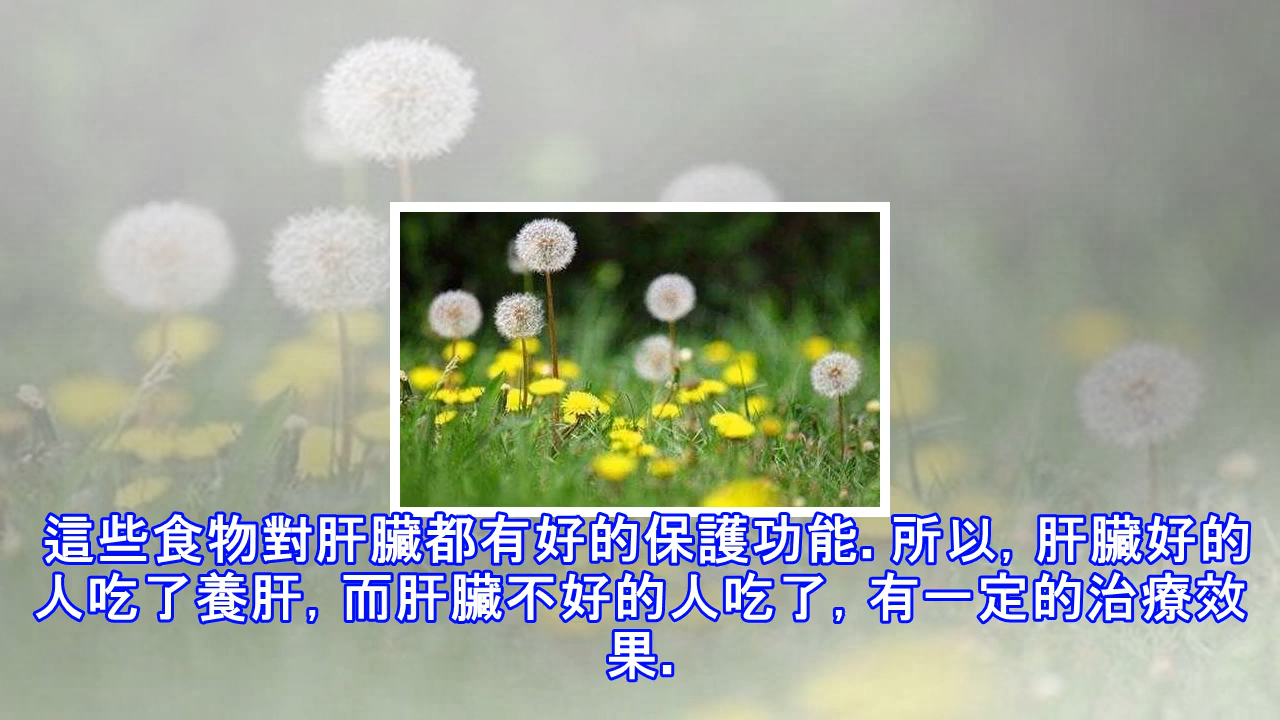 這些食物對肝臟都有好的保護功能.所以,肝臟好的
人吃了養肝,而肝臟不好的人吃了,有一定的治療效
果.